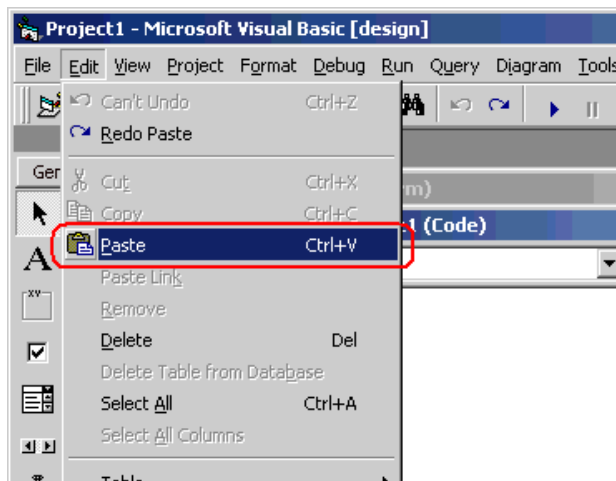 Project1 - Microsoft Visual Basic [design]
File Edit View Project Format Debug Run Query Diagram Tools
Can't Undo Ctrl+Z
Redo Paste
Ger
Cut Ctrl+X
rm)
Copy Ctrl+C
1 (Code)
Paste Ctrl+V
A
Paste Link
XY
Remove
Delete Del
Delete Table from Database
Select All Ctrl+A
Select All Columns
Table